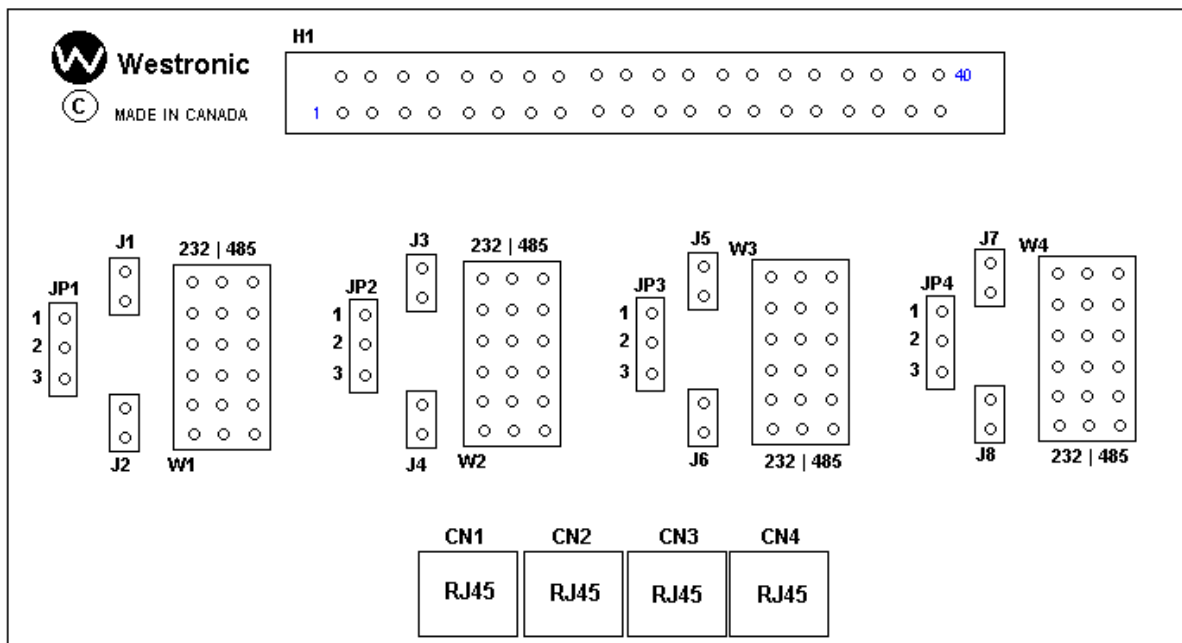 H1
Westronic
40
C MADE IN CANADA
1
J1 232 | 485 J3 232 | 485 J5 W3 J7 W4
JP1 JP2 JP3 JP4
1 1 1 1
2 2 2 2
3 3 3 3
J2 W1 J4 W2 J6 232 | 485 J8 232 | 485
CN1 CN2 CN3 CN4
RJ45 RJ45 RJ45 RJ45